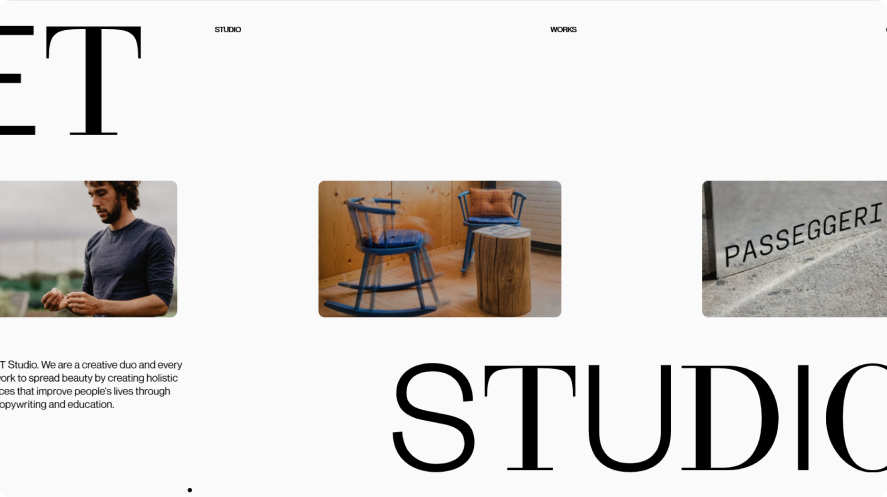 ET
STUDIO
WORKS
PASSEGGERI
T Studio. We are a creative duo and every
ork to spread beauty by creating holistic
ces that improve people's lives through
opywriting and education.
STUDIO